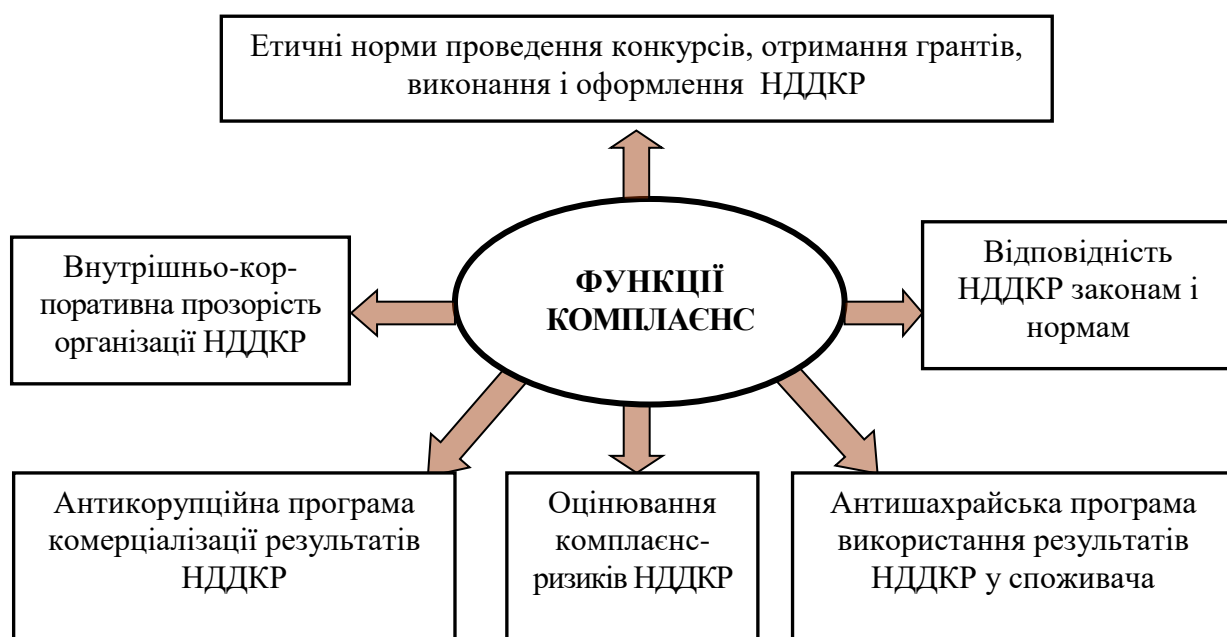 Етичні норми проведення конкурсів, отримання грантів,
виконання і оформлення НДДКР
Внутрішньо-кор-
поративна прозорість
організації НДДКР
ФУНКЦІЇ
КОМПЛАЄНС
Відповідність
НДДКР законам і
нормам
Антикорупційна програма
комерціалізації результатів
НДДКР
Оцінювання
комплаєнс-
ризиків НДДКР
Антишахрайська програма
використання результатів
НДДКР у споживача